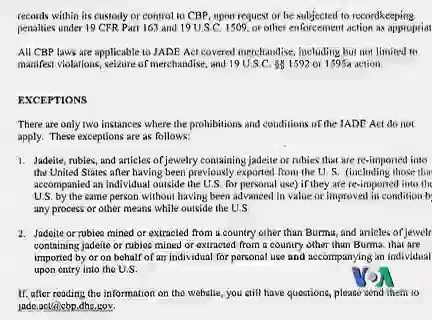 records within its custody or control to CBP, upon request or be subjected to recordkeeping
penalties under 19 CFR Part 163 and 19 U.S.C. 1509, or other enforcement action as appropriat
All CBP laws are applicable to JADE Act covered merchandise, including but not limited to
manifest violations, seizure of merchandise, and 19 U.S.C. §§ 1592 or 1595a action.
EXCEPTIONS
There are only two instances where the prohibitions and conditions of the JADE Act do not
apply. These exceptions are as follows:
1. Jadeite, rubies, and articles of jewelry containing jadeite or rubies that are re-imported into
the United States after having been previously exported from the U. S. (including those tha
accompanied an individual outside the U.S. for personal use) if they are re-imported into the
U.S. by the same person without having been advanced in value or improved in condition b
any process or other means while outside the U.S.
2. Jadeite or rubies mined or extracted from a country other than Burma, and articles of jewelr
containing jadeite or rubies mined or extracted from a country other than Burma. that are
imported by or on behalf of an individual for personal use and accompanying an individual
upon entry into the U.S.
VOA
If, after reading the information on the website, you still have questions, please send them to
jade.act@cbp.dhs.gov.